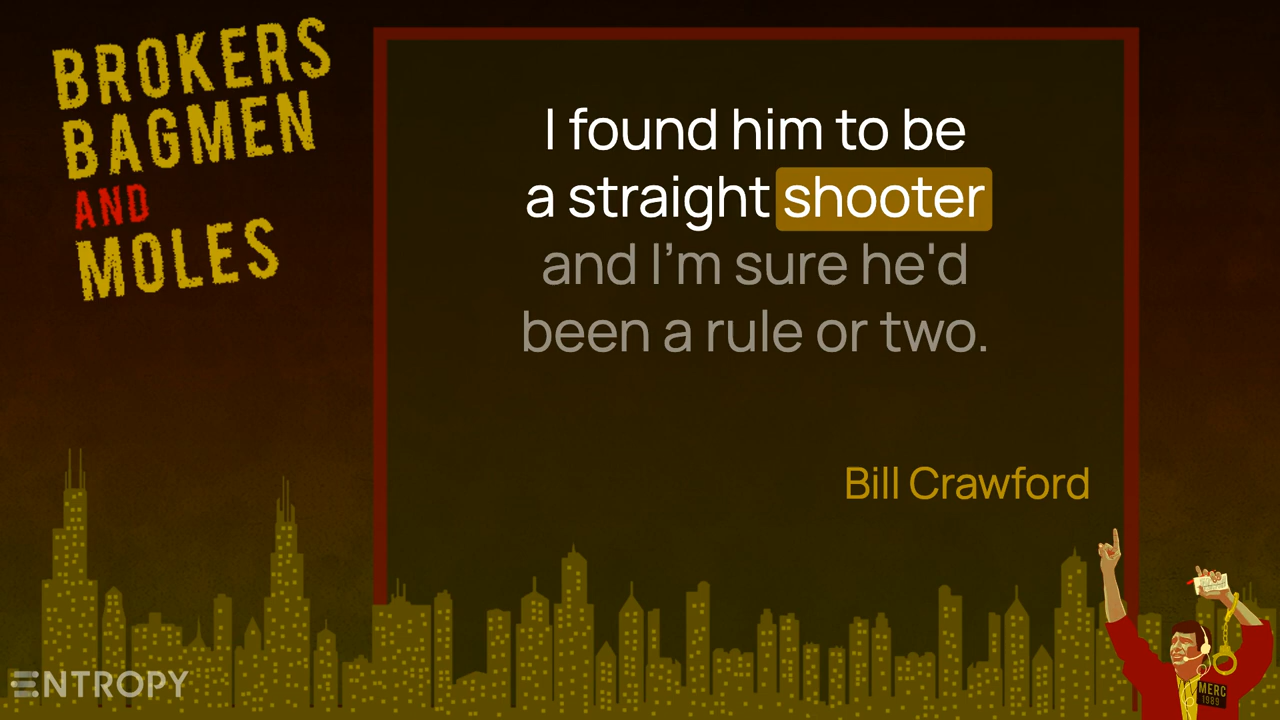 BROKERS
BAGMEN
AND
MOLES
I found him to be
a straight shooter
and I’m sure he'd
been a rule or two.
Bill Crawford
ENTROPY
MERC
1989